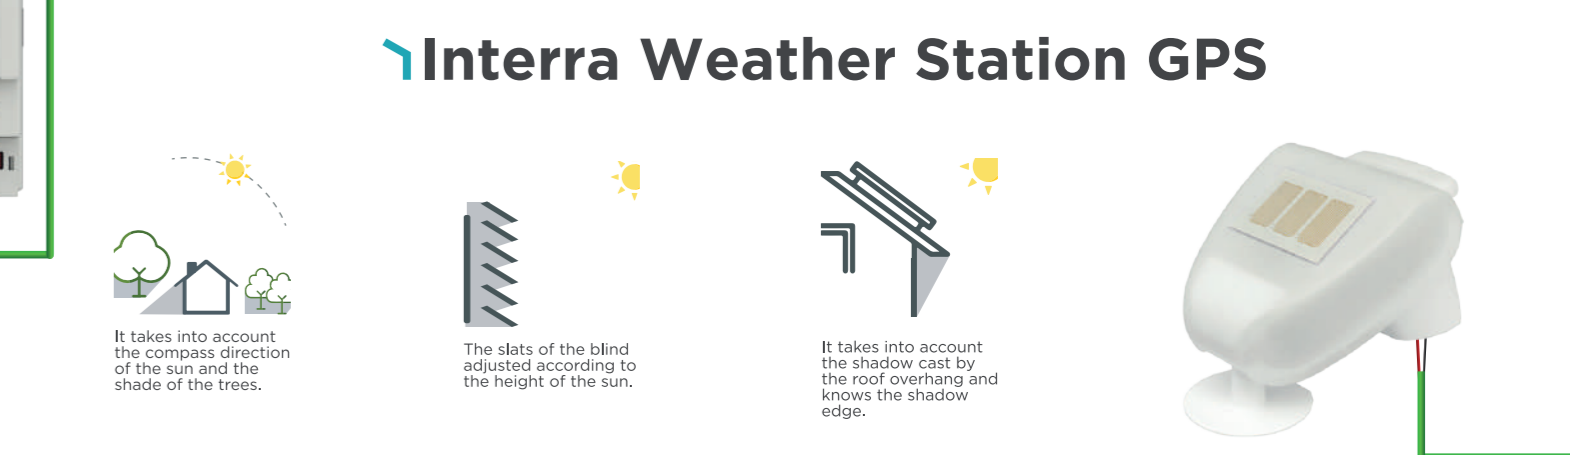 Interra Weather Station GPS
It takes into account
the compass direction
of the sun and the
shade of the trees.
The slats of the blind
adjusted according to
the height of the sun.
It takes into account
the shadow cast by
the roof overhang and
knows the shadow
edge.